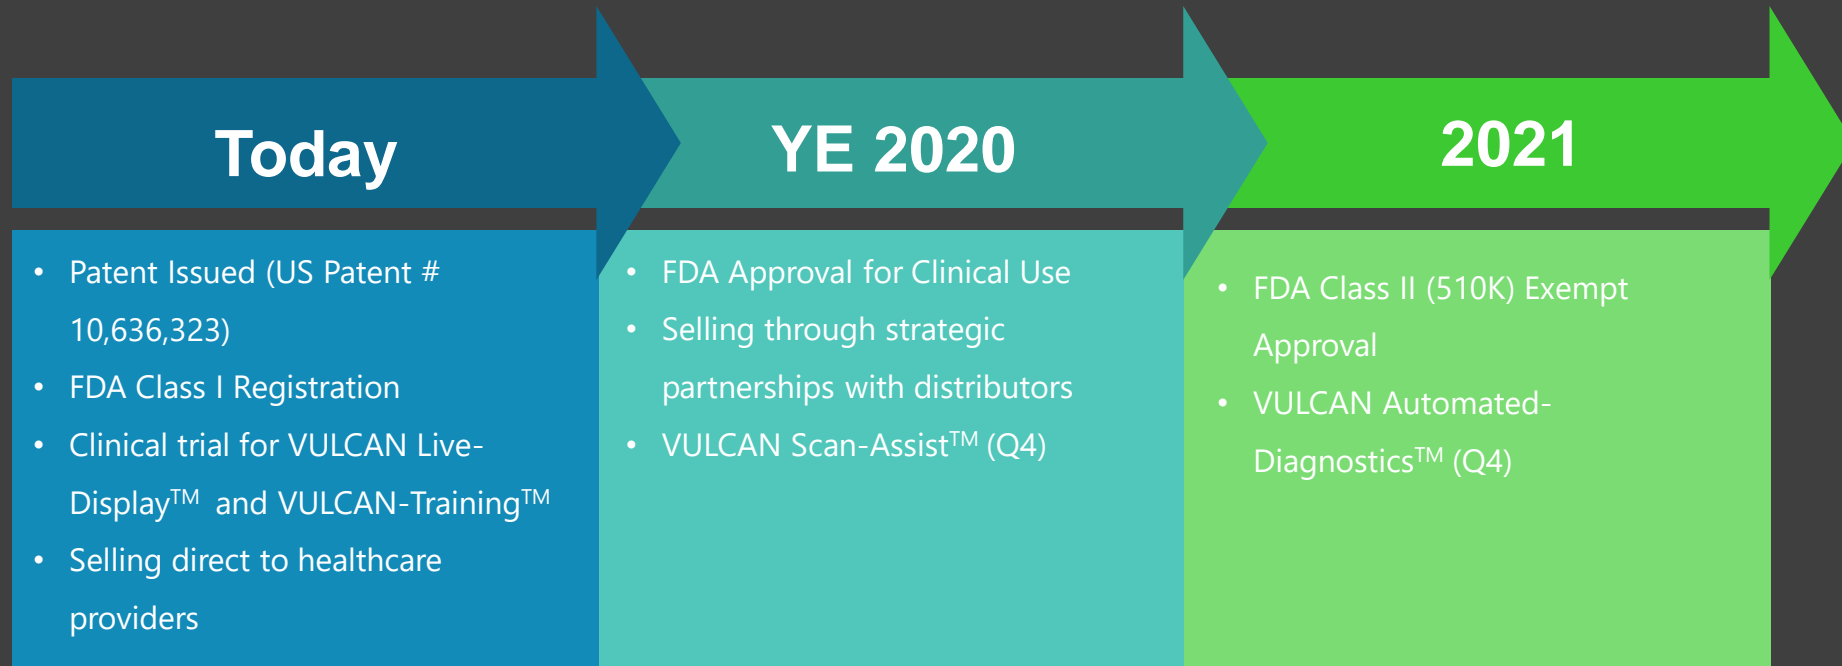 Today
YE 2020
2021
• Patent Issued (US Patent #
10,636,323)
• FDA Class I Registration
• Clinical trial for VULCAN Live-
Display™ and VULCAN-Training™
• Selling direct to healthcare
providers
• FDA Approval for Clinical Use
• Selling through strategic
partnerships with distributors
• VULCAN Scan-Assist™ (Q4)
• FDA Class II (510K) Exempt
Approval
• VULCAN Automated-
Diagnostics™ (Q4)